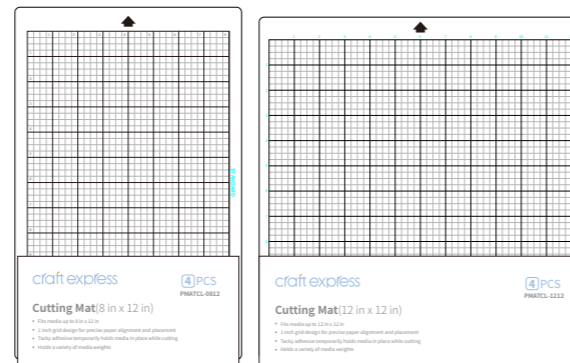 craft express
4 PCS
PMATCL-0812
Cutting Mat(8 in x 12 in)
• Fits media up to 8 in x 12 in
• 1 inch grid design for precise paper alignment and placement
• Tacky adhesive temporarily holds media in place while cutting
• Holds a variety of media weights
craft express
4 PCS
PMATCL-1212
Cutting Mat(12 in x 12 in)
• Fits media up to 12 in x 12 in
• 1 inch grid design for precise paper alignment and placement
• Tacky adhesive temporarily holds media in place while cutting
• Holds a variety of media weights